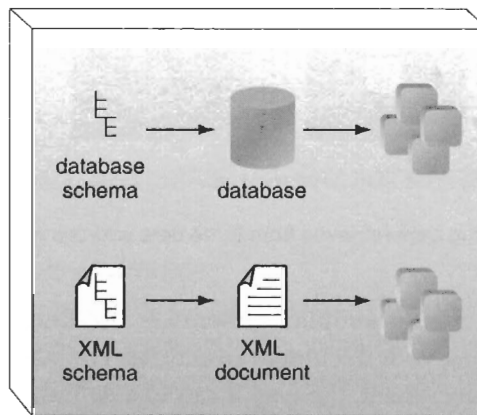 database
schema
database
XML
schema
XML
document